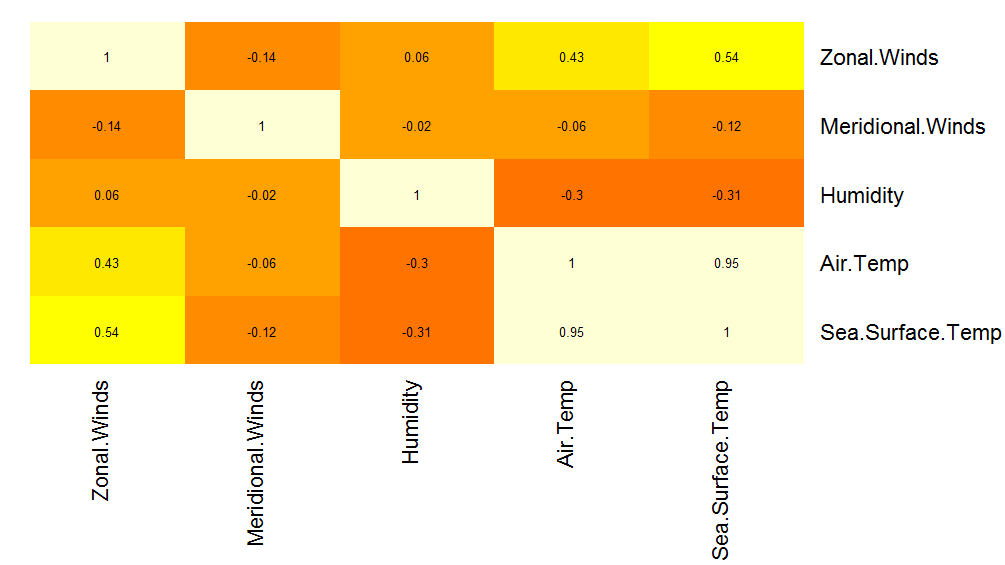 1 -0.14 0.06 0.43 0.54 Zonal.Winds
-0.14 1 -0.02 -0.06 -0.12 Meridional.Winds
0.06 -0.02 1 -0.3 -0.31 Humidity
0.43 -0.06 -0.3 1 0.95 Air.Temp
0.54 -0.12 -0.31 0.95 1 Sea.Surface.Temp
Zonal.Winds
Meridional.Winds
Humidity
Air.Temp
Sea.Surface.Temp